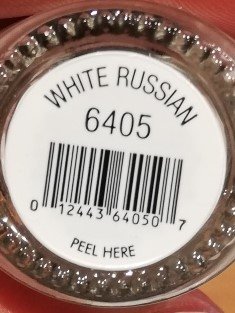 WHITE RUSSIAN
6405
0 12443 64050 7
PEEL HERE